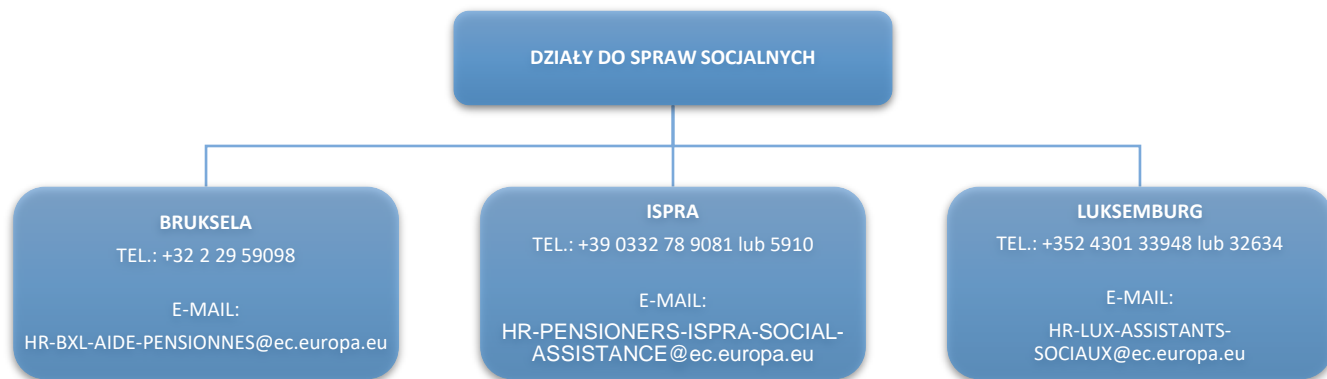 DZIAŁY DO SPRAW SOCJALNYCH
BRUKSELA
TEL.: +32 2 29 59098
E-MAIL:
HR-BXL-AIDE-PENSIONNES@ec.europa.eu
ISPRA
TEL.: +39 0332 78 9081 lub 5910
E-MAIL:
HR-PENSIONERS-ISPRA-SOCIAL-
ASSISTANCE@ec.europa.eu
LUKSEMBURG
TEL.: +352 4301 33948 lub 32634
E-MAIL:
HR-LUX-ASSISTANTS-
SOCIAUX@ec.europa.eu